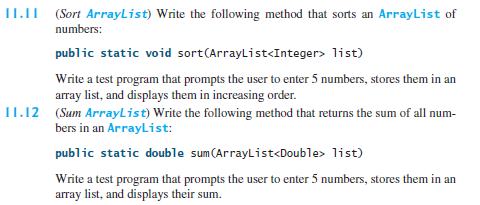 11.11 (Sort ArrayList) Write the following method that sorts an ArrayList of
numbers:
public static void sort(ArrayList<Integer> list)
Write a test program that prompts the user to enter 5 numbers, stores them in an
array list, and displays them in increasing order.
11.12 (Sum ArrayList) Write the following method that returns the sum of all num-
bers in an ArrayList:
public static double sum(ArrayList<Double> list)
Write a test program that prompts the user to enter 5 numbers, stores them in an
array list, and displays their sum.